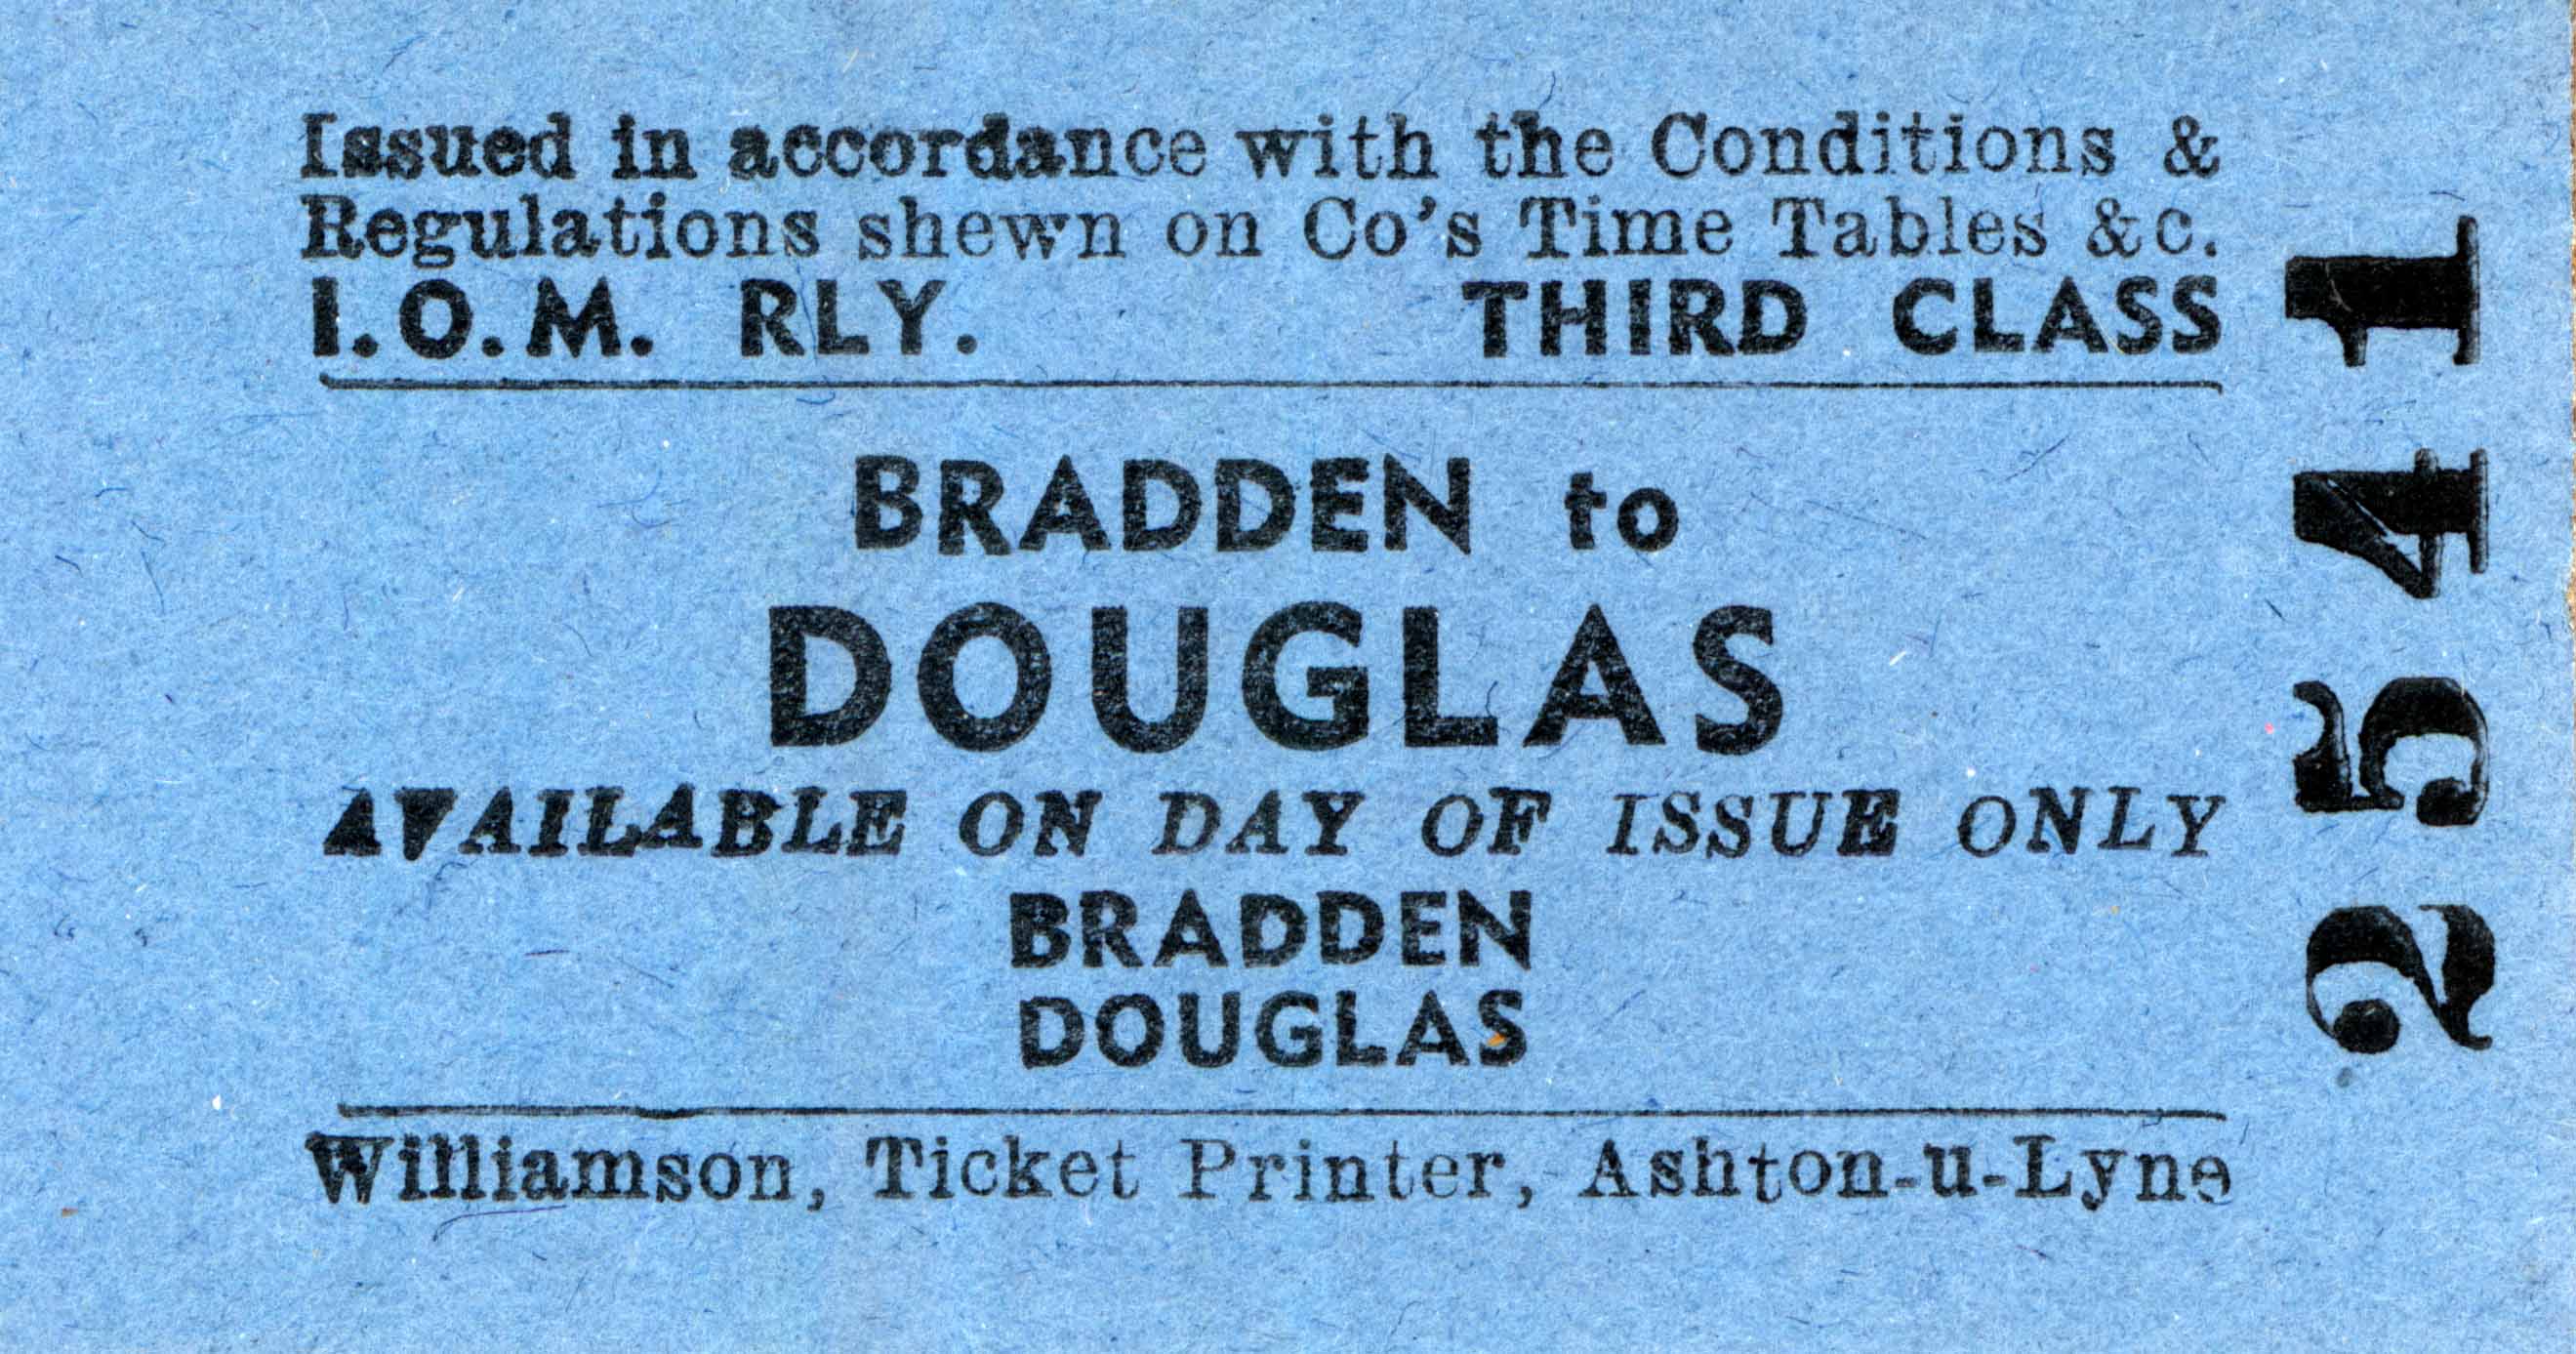 Issued in accordance with the Conditions &
Regulations shewn on Co's Time Tables &c.
I.O.M. RLY. THIRD CLASS
BRADDEN to
DOUGLAS
AVAILABLE ON DAY OF ISSUE ONLY
BRADDEN
DOUGLAS
Williamson, Ticket Printer, Ashton-u-Lyne
2541